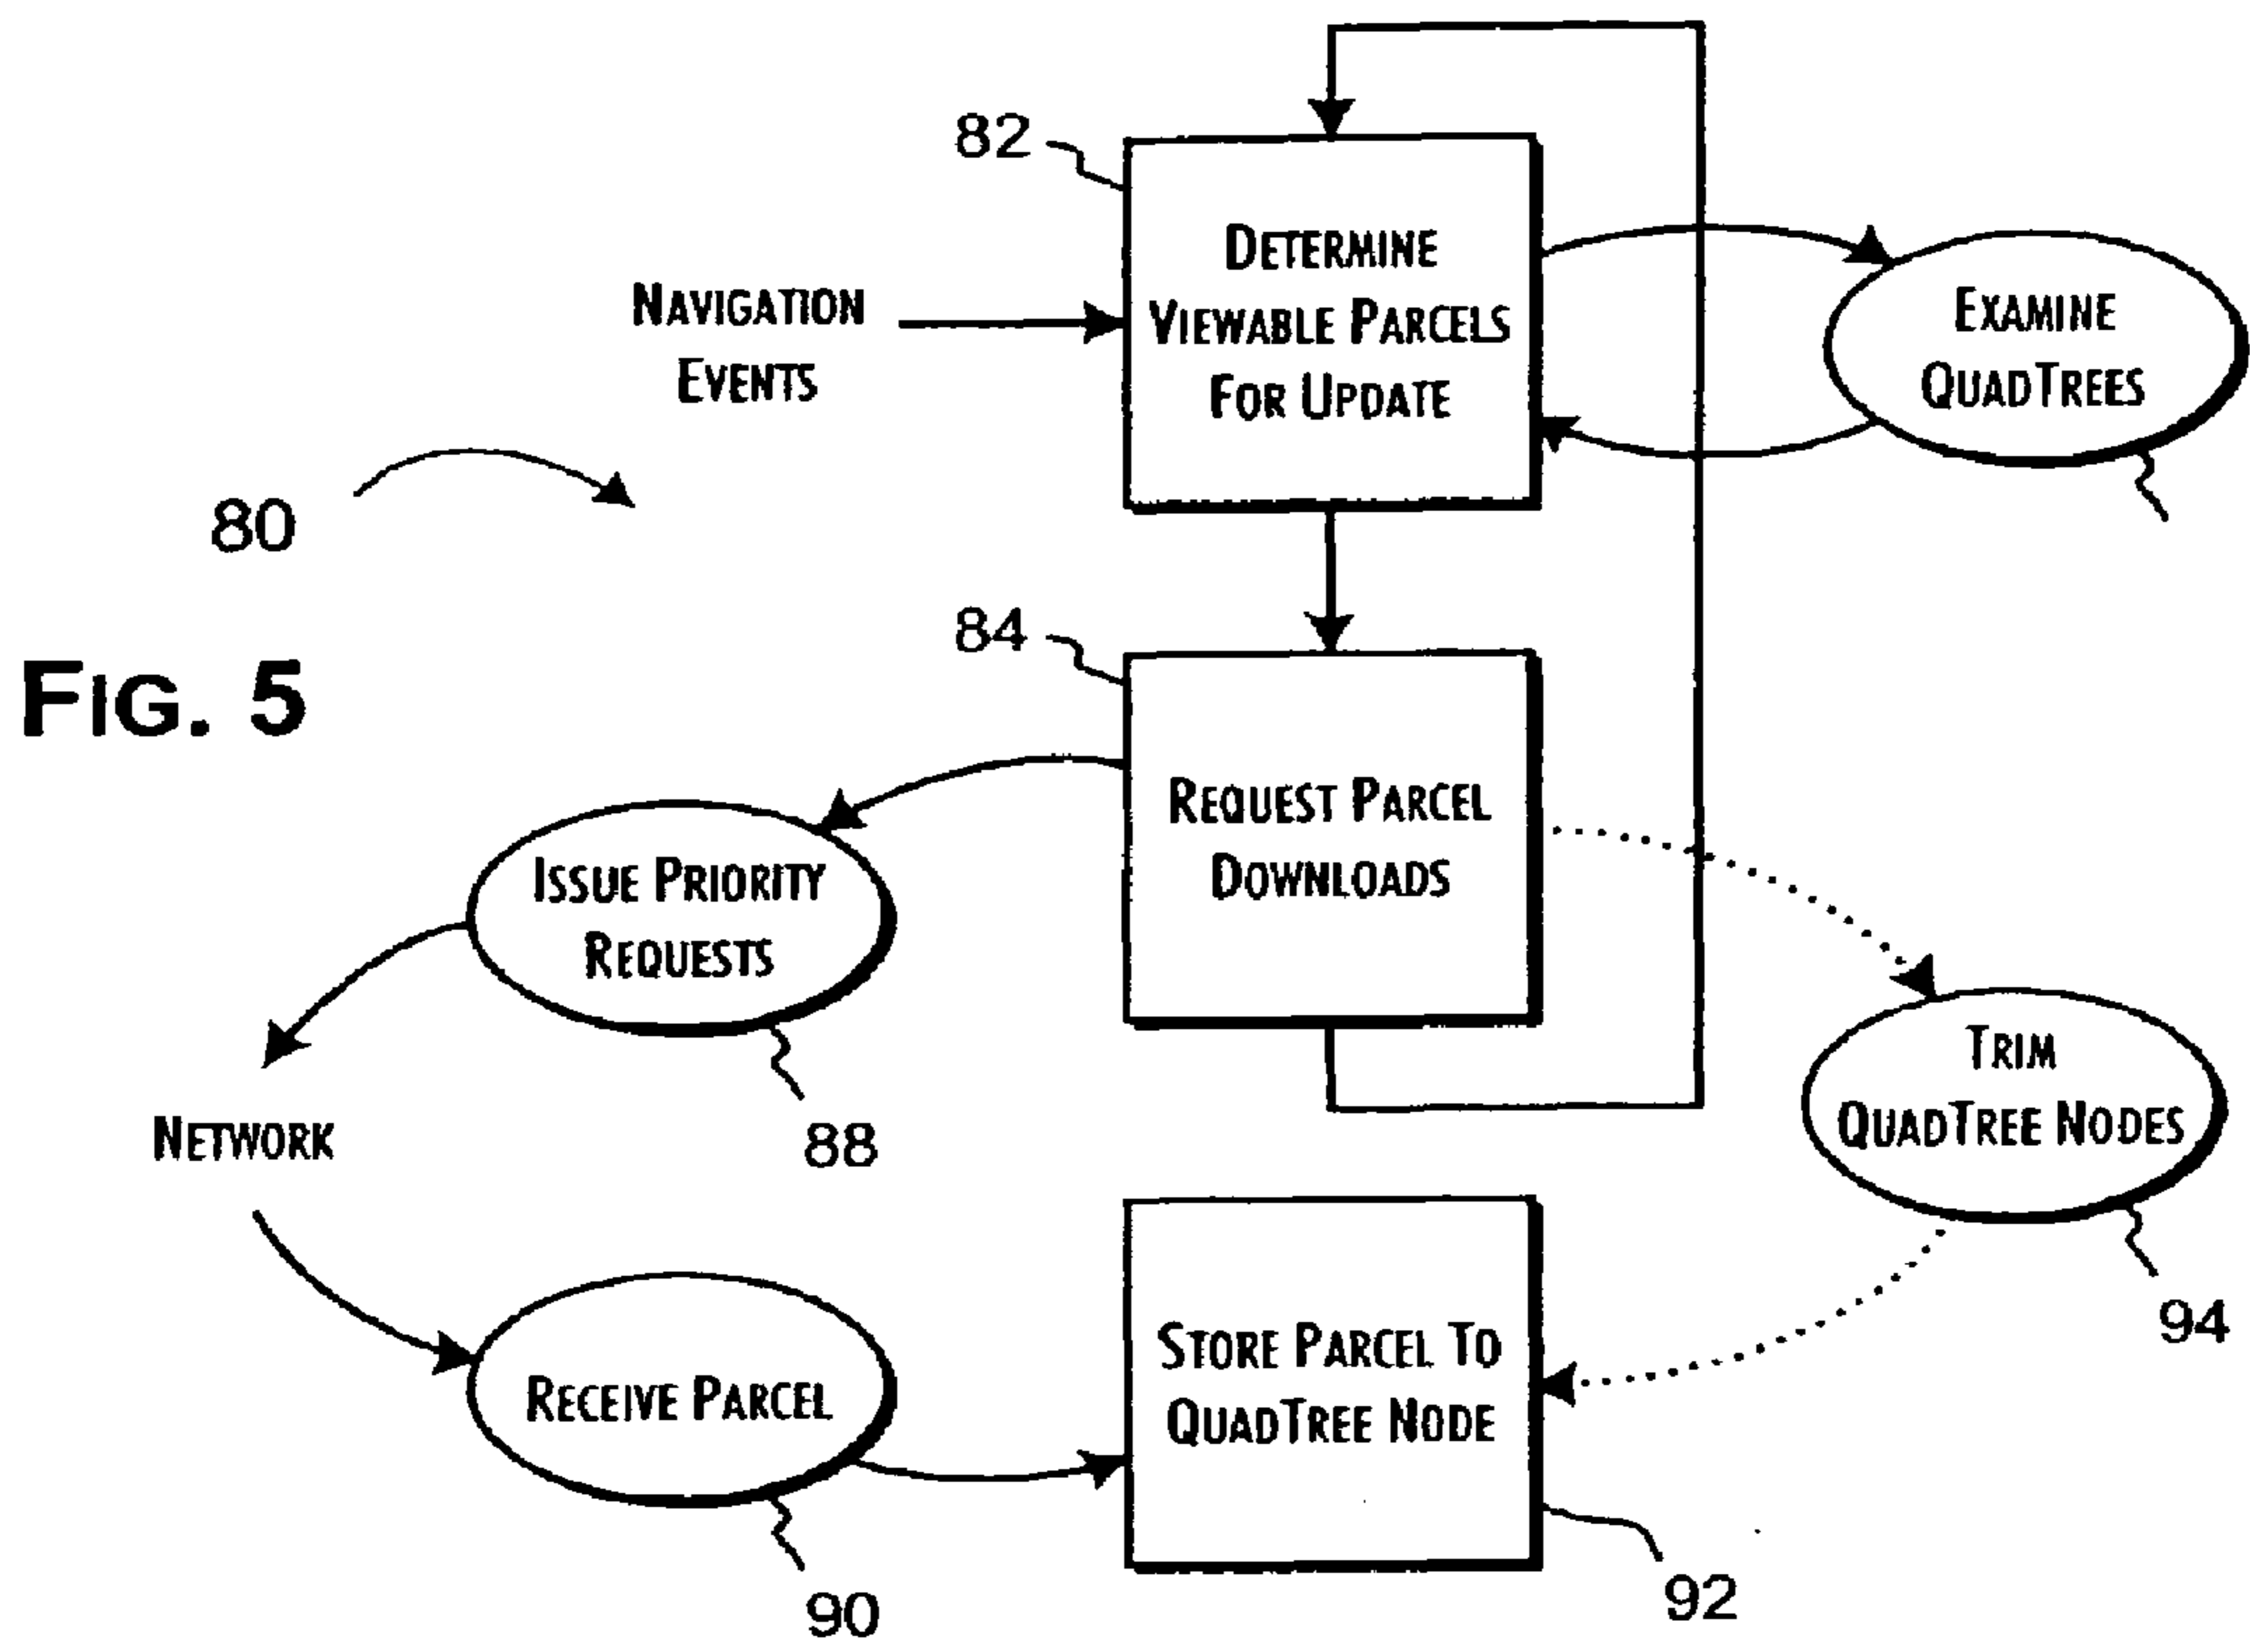 82
DETERMINE
VIEWABLE PARCELS
FOR UPDATE
NAVIGATION
EVENTS
EXAMINE
QUADTREES
80
84
FIG. 5
REQUEST PARCEL
DOWNLOADS
ISSUE PRIORITY
REQUESTS
TRIM
QUADTREE NODES
NETWORK
88
94
STORE PARCEL TO
QUADTREE NODE
RECEIVE PARCEL
92
90